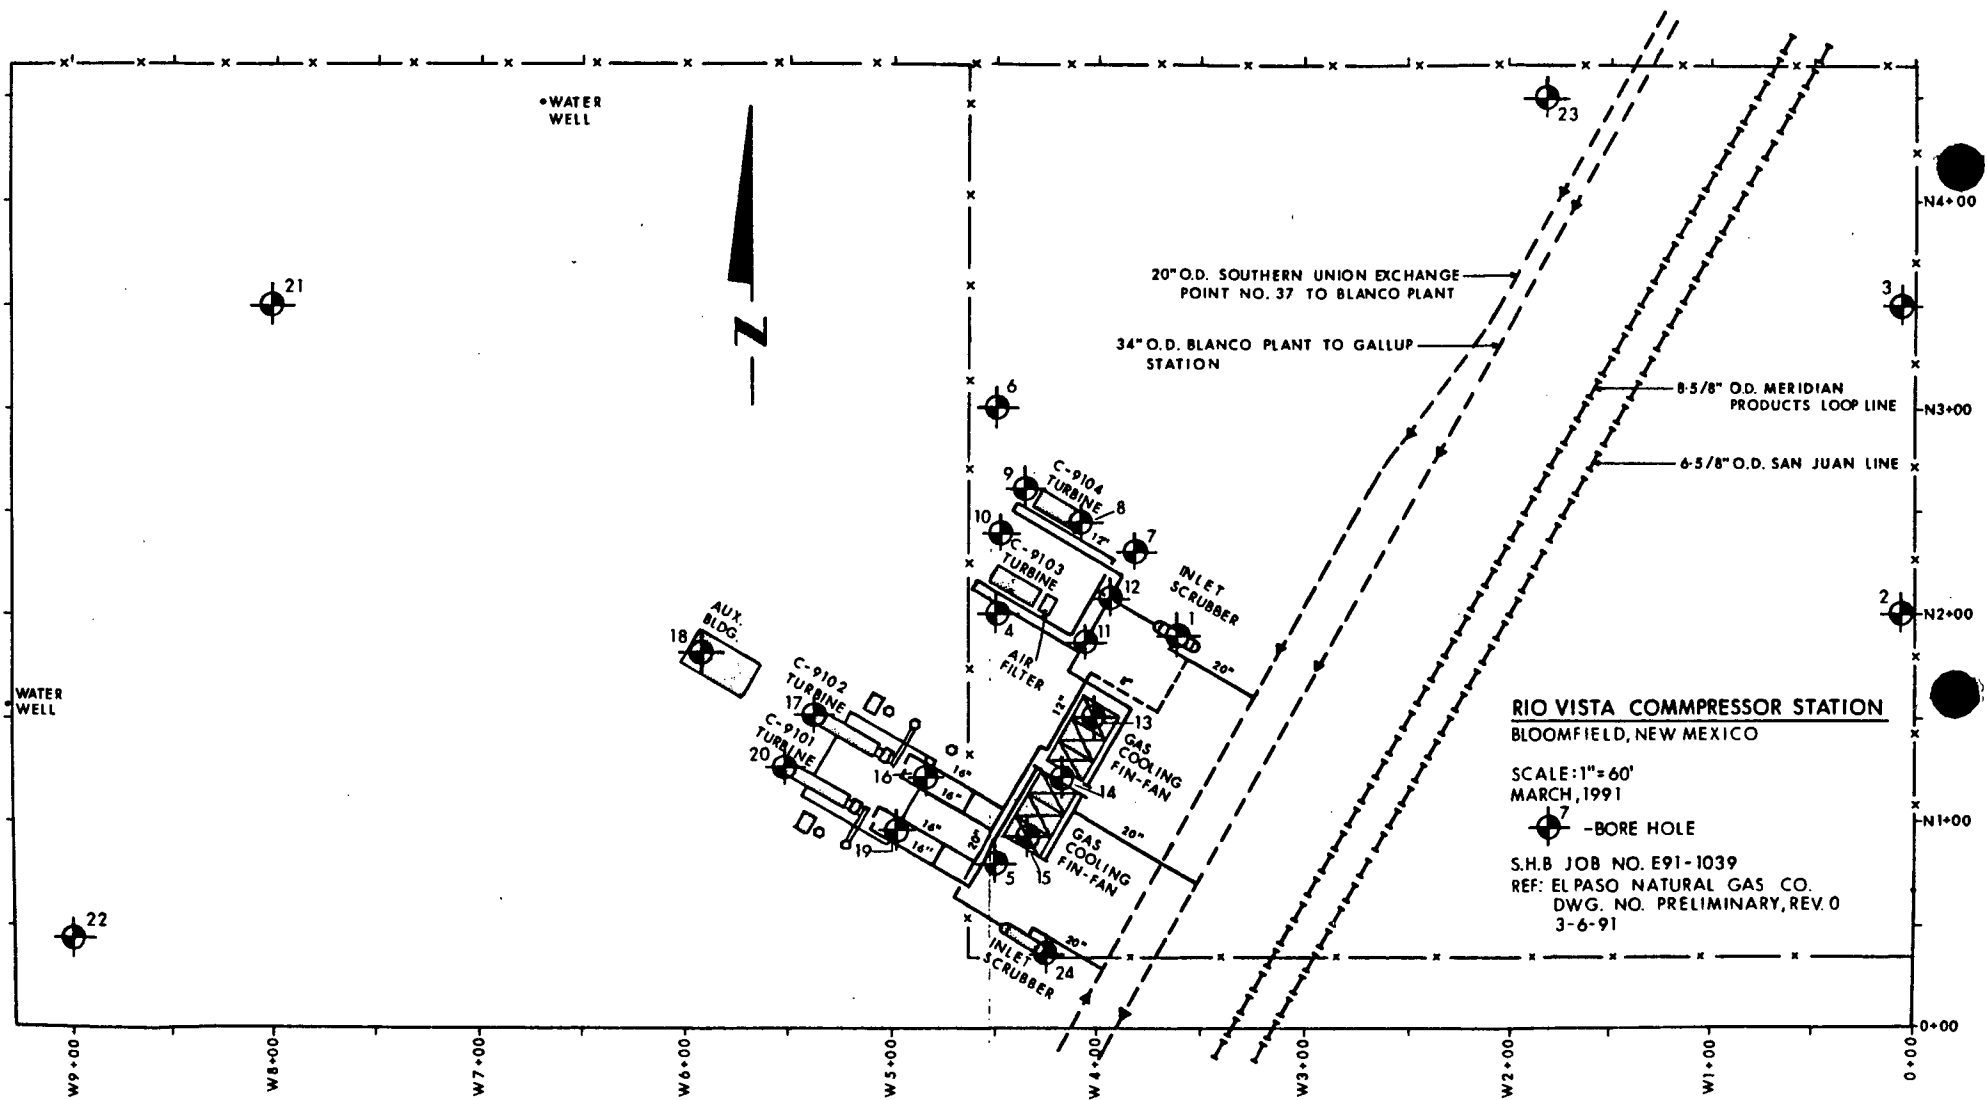 WATER
WELL
23
N4+00
20" O.D. SOUTHERN UNION EXCHANGE
POINT NO. 37 TO BLANCO PLANT
21
3
N
34" O.D. BLANCO PLANT TO GALLUP
STATION
6
8-5/8" O.D. MERIDIAN
PRODUCTS LOOP LINE
N3+00
6-5/8" O.D. SAN JUAN LINE
9
C-9104
TURBINE
8
10
12"
7
C-9103
TURBINE
INLET
SCRUBBER
12
2
N2+00
4
11
1
AIR
FILTER
20"
AUX.
BLDG.
18
8"
12"
C-9102
TURBINE
17
WATER
WELL
13
GAS
COOLING
FIN-FAN
C-9101
TURBINE
20
16
16"
16"
14
RIO VISTA COMMPRESSOR STATION
BLOOMFIELD, NEW MEXICO
SCALE: 1"=60'
MARCH, 1991
7
-BORE HOLE
N1+00
16"
16"
19
20"
20"
GAS
COOLING
FIN-FAN
5
15
S.H.B JOB NO. E91-1039
REF: EL PASO NATURAL GAS CO.
DWG. NO. PRELIMINARY, REV. 0
3-6-91
22
20"
INLET
SCRUBBER
24
0+00
W9+00
W8+00
W7+00
W6+00
W5+00
W4+00
W3+00
W2+00
W1+00
0+00